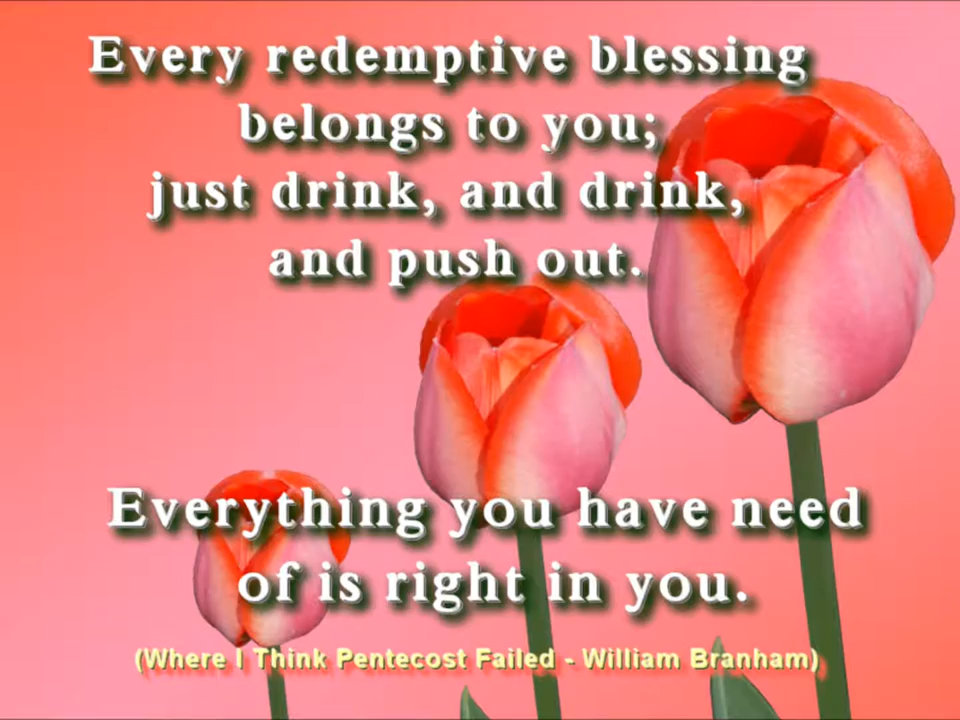 Every redemptive blessing
belongs to you;
just drink, and drink,
and push out.
Everything you have need
of is right in you.
(Where I Think Pentecost Failed - William Branham)